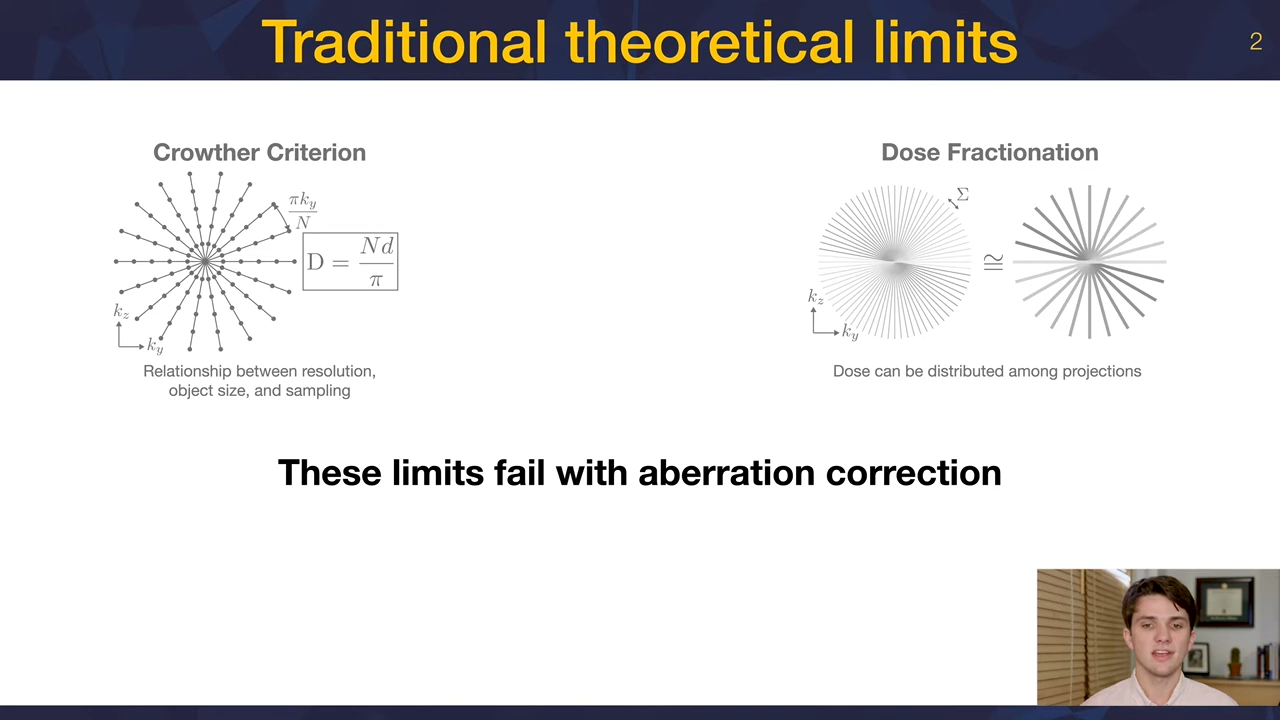 Traditional theoretical limits
2
Crowther Criterion
πk_y/N
D = Nd/π
k_z
k_y
Relationship between resolution,
object size, and sampling
Dose Fractionation
Σ
≅
k_z
k_y
Dose can be distributed among projections
These limits fail with aberration correction